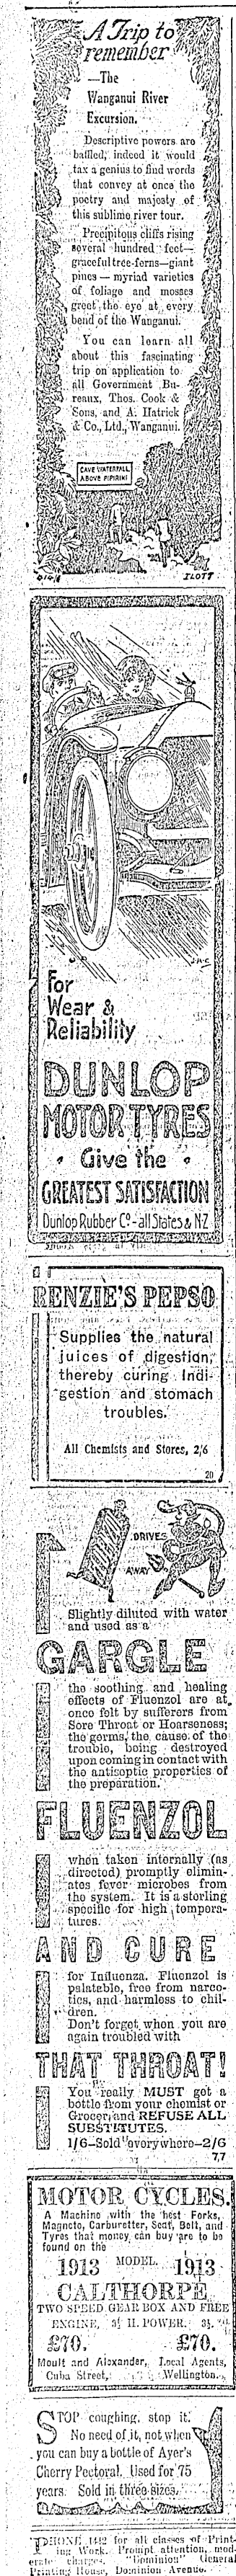 A Trip to
remember
—The
Wanganui River
Excursion.
Descriptive powers are
baffled; indeed it would
tax a genius to find words
that convey at once the
poetry and majesty of
this sublime river tour.
Precipitous cliffs rising
several hundred feet—
graceful tree-ferns—giant
pines — myriad varieties
of foliage and mosses
greet the eye at every
bend of the Wanganui.
You can learn all
about this fascinating
trip on application to
all Government Bu-
reaux, Thos. Cook &
Sons, and A. Hatrick
& Co., Ltd., Wanganui.
CAVE WATERFALL
ABOVE PIPIRIKI
ILOTT
For
Wear &
Reliability
DUNLOP
MOTOR TYRES
Give the
GREATEST SATISFACTION
Dunlop Rubber Co - all States & N.Z
RENZIE'S PEPSO
Supplies the natural
juices of digestion,
thereby curing Indi-
gestion and stomach
troubles.
All Chemists and Stores, 2/6
20
DRIVES
AWAY
Slightly diluted with water
and used as a
GARGLE
the soothing and healing
effects of Fluenzol are at
once felt by sufferers from
Sore Throat or Hoarseness;
the germs, the cause of the
trouble, being destroyed
upon coming in contact with
the antiseptic properties of
the preparation.
FLUENZOL
when taken internally (as
directed) promptly elimin-
ates fever microbes from
the system. It is a sterling
specific for high tempera-
tures.
AND CURE
for Influenza. Fluenzol is
palatable, free from narco-
tics, and harmless to chil-
dren.
Don't forget when you are
again troubled with
THAT THROAT!
You really MUST get a
bottle from your chemist or
Grocer, and REFUSE ALL
SUBSTITUTES.
1/6—Sold everywhere—2/6
77
MOTOR CYCLES.
A Machine with the best Forks,
Magneto, Carburetter, Seat, Belt, and
Tyres that money can buy are to be
found on the
1913 MODEL. 1913
CALTHORPE
TWO SPEED GEAR BOX AND FREE
ENGINE, H. POWER,
£70. £70.
Moult and Alexander, Local Agents,
Cuba Street, Wellington.
STOP coughing, stop it.
No need of it, not when
you can buy a bottle of Ayer's
Cherry Pectoral. Used for 75
years. Sold in three sizes.
PHONE 1482 for all classes of Print-
ing Work. Prompt attention, mod-
erate charges. "Dominion" General
Printing House, Dominion Avenue.